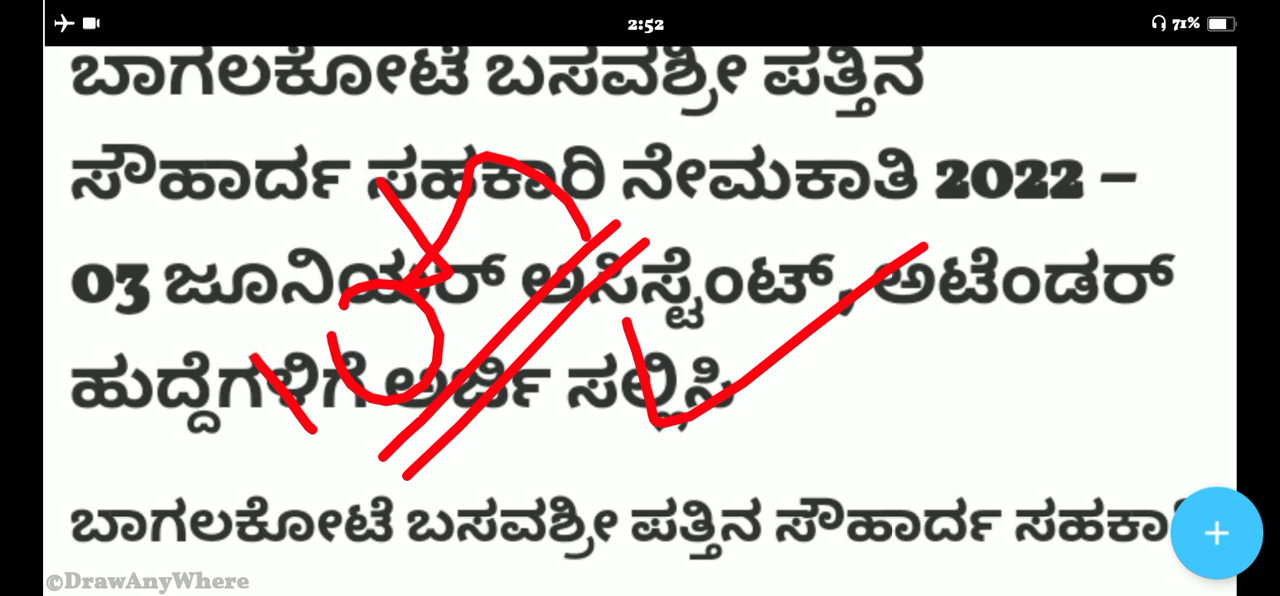 2:52
71%
ಬಾಗಲಕೋಟೆ ಬಸವಶ್ರೀ ಪತ್ತಿನ
ಸೌಹಾರ್ದ ಸಹಕಾರಿ ನೇಮಕಾತಿ 2022 –
03 ಜೂನಿಯರ್ ಅಸಿಸ್ಟೆಂಟ್, ಅಟೆಂಡರ್
ಹುದ್ದೆಗಳಿಗೆ ಅರ್ಜಿ ಸಲ್ಲಿಸಿ
ಬಾಗಲಕೋಟೆ ಬಸವಶ್ರೀ ಪತ್ತಿನ ಸೌಹಾರ್ದ
©DrawAnyWhere